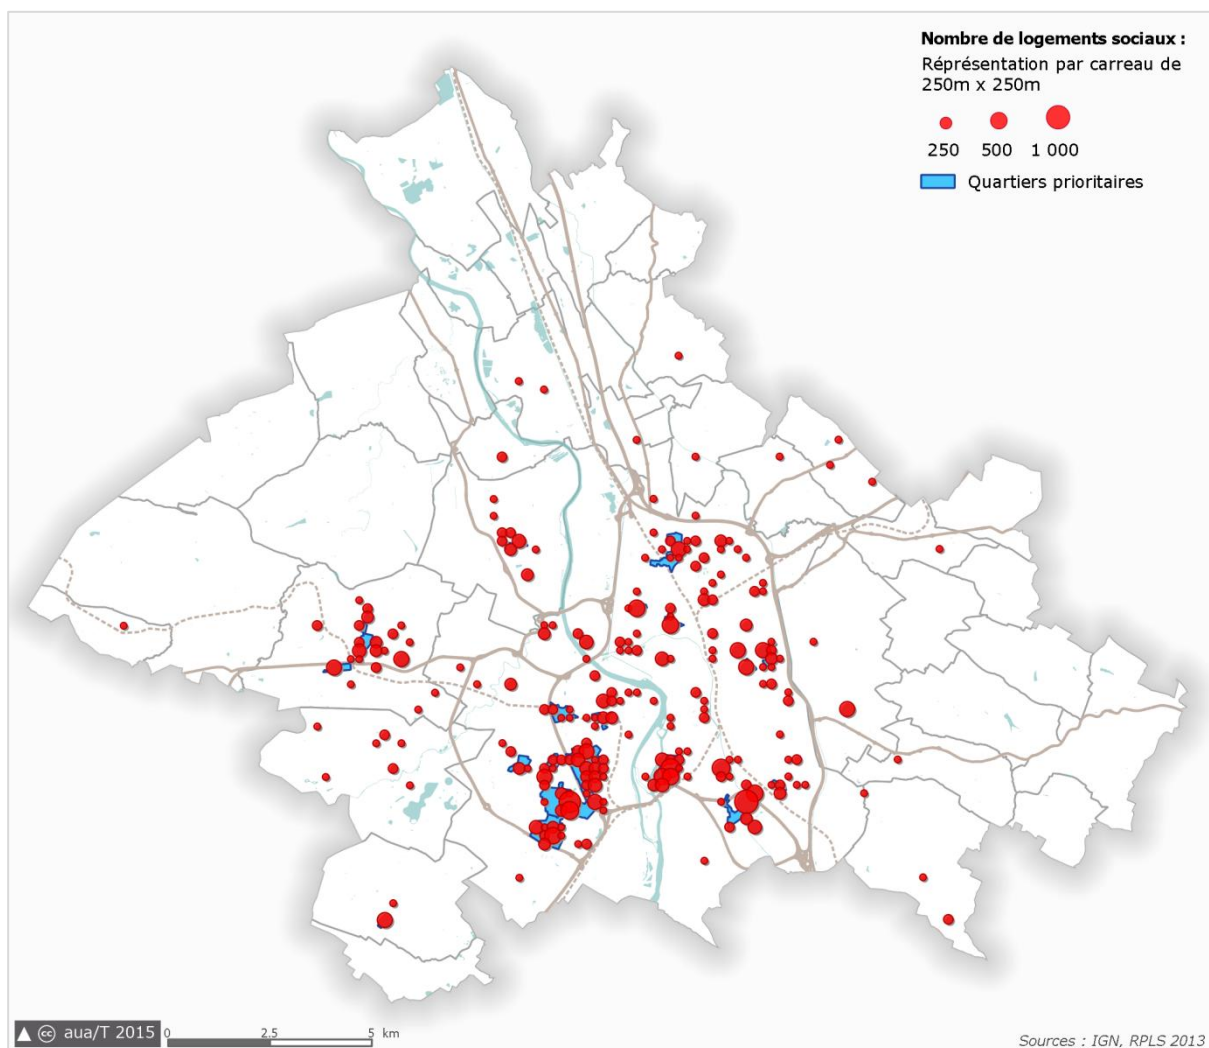 Nombre de logements sociaux :
Réprésentation par carreau de
250m x 250m
250 500 1 000
Quartiers prioritaires
cc aua/T 2015 0 2.5 5 km
Sources : IGN, RPLS 2013